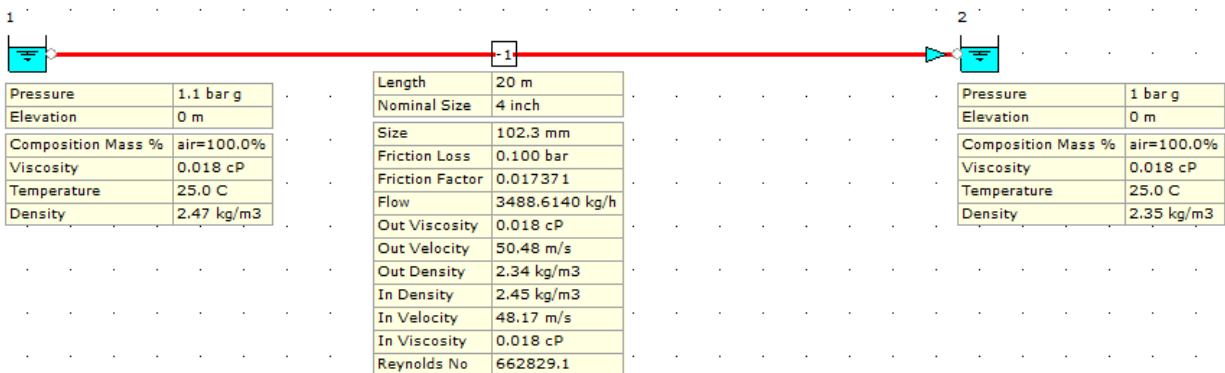 1
2
-1
Pressure 1.1 bar g
Elevation 0 m
Composition Mass % air=100.0%
Viscosity 0.018 cP
Temperature 25.0 C
Density 2.47 kg/m3
Length 20 m
Nominal Size 4 inch
Size 102.3 mm
Friction Loss 0.100 bar
Friction Factor 0.017371
Flow 3488.6140 kg/h
Out Viscosity 0.018 cP
Out Velocity 50.48 m/s
Out Density 2.34 kg/m3
In Density 2.45 kg/m3
In Velocity 48.17 m/s
In Viscosity 0.018 cP
Reynolds No 662829.1
Pressure 1 bar g
Elevation 0 m
Composition Mass % air=100.0%
Viscosity 0.018 cP
Temperature 25.0 C
Density 2.35 kg/m3